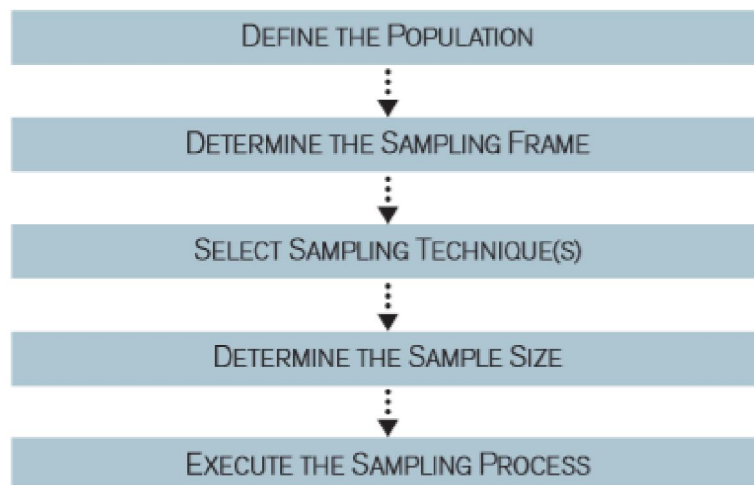 DEFINE THE POPULATION
DETERMINE THE SAMPLING FRAME
SELECT SAMPLING TECHNIQUE(S)
DETERMINE THE SAMPLE SIZE
EXECUTE THE SAMPLING PROCESS